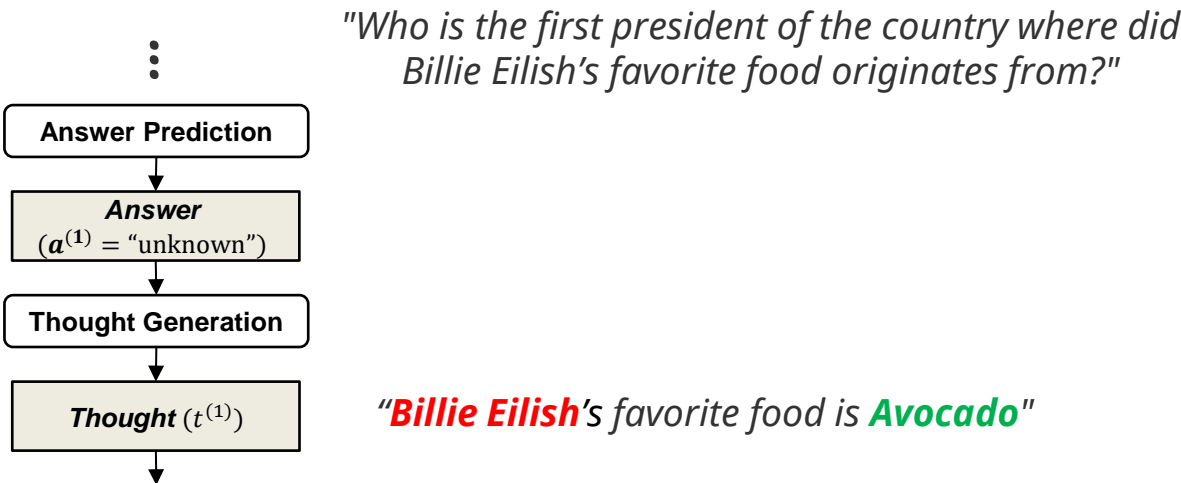 "Who is the first president of the country where did
Billie Eilish's favorite food originates from?"
Answer Prediction
Answer
(a^(1) = "unknown")
Thought Generation
Thought (t^(1))
"Billie Eilish's favorite food is Avocado"